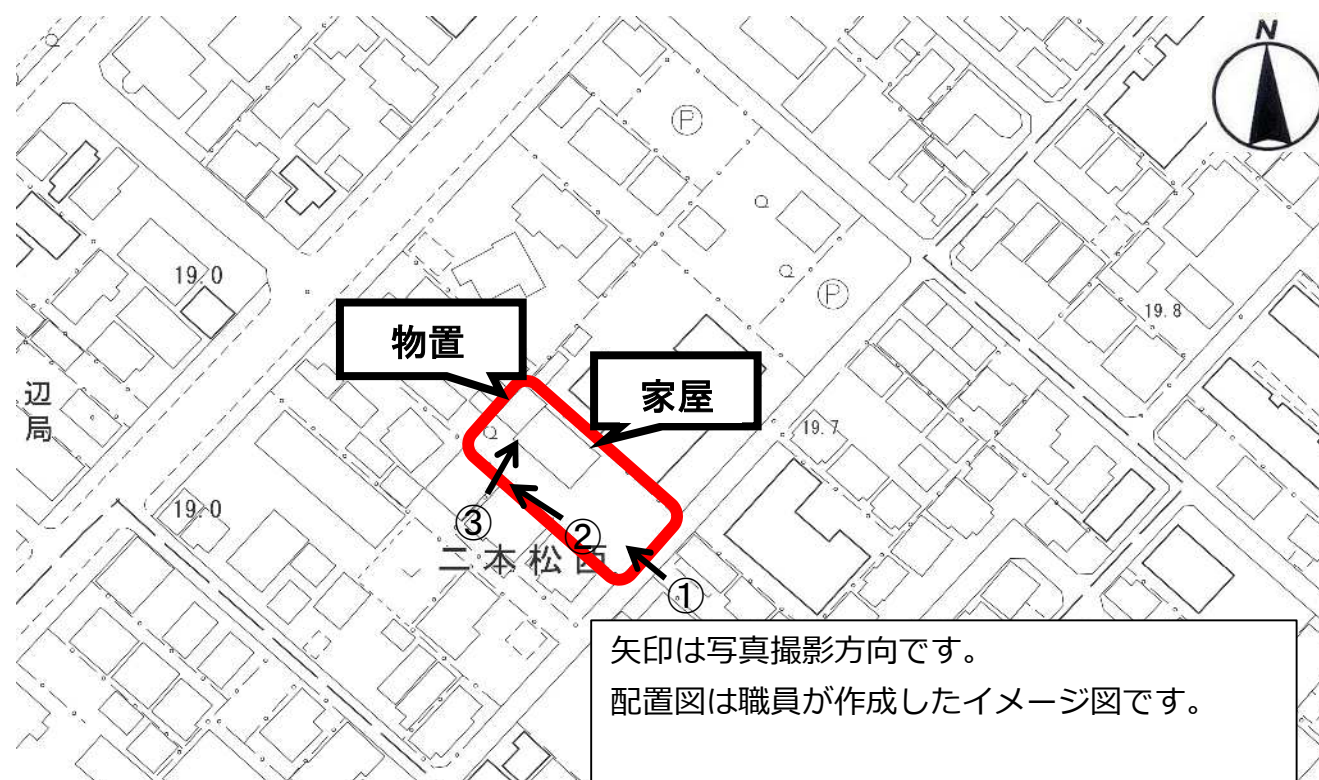 N
Ⓟ
19.0
Ⓟ
19.8
物置
家屋
辺
局
19.7
19.0
③
②
二本松西
①
矢印は写真撮影方向です。
配置図は職員が作成したイメージ図です。